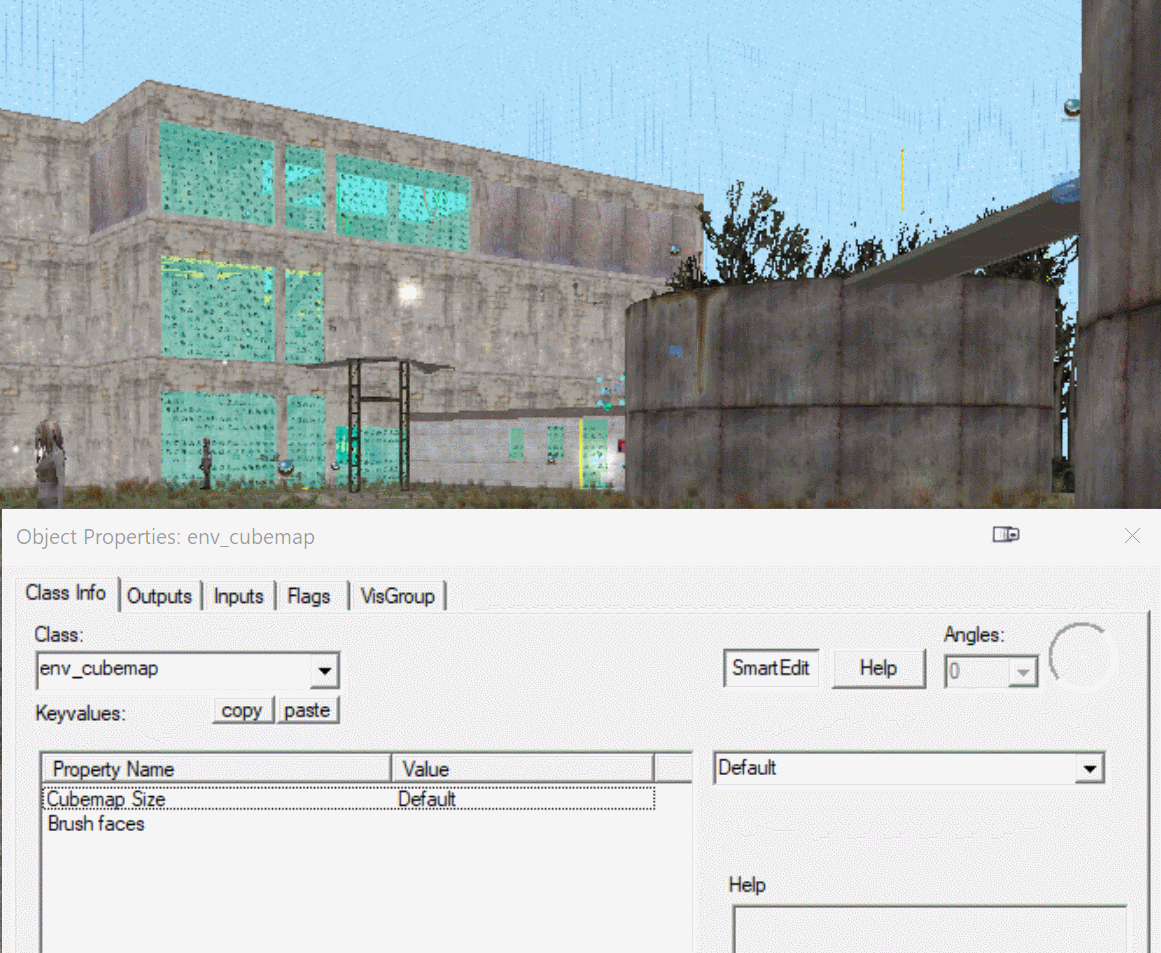 Object Properties: env_cubemap
Class Info Outputs Inputs Flags VisGroup
Class:
Angles:
env_cubemap
SmartEdit
Help
0
Keyvalues:
copy paste
Property Name Value
Default
Cubemap Size Default
Brush faces
Help